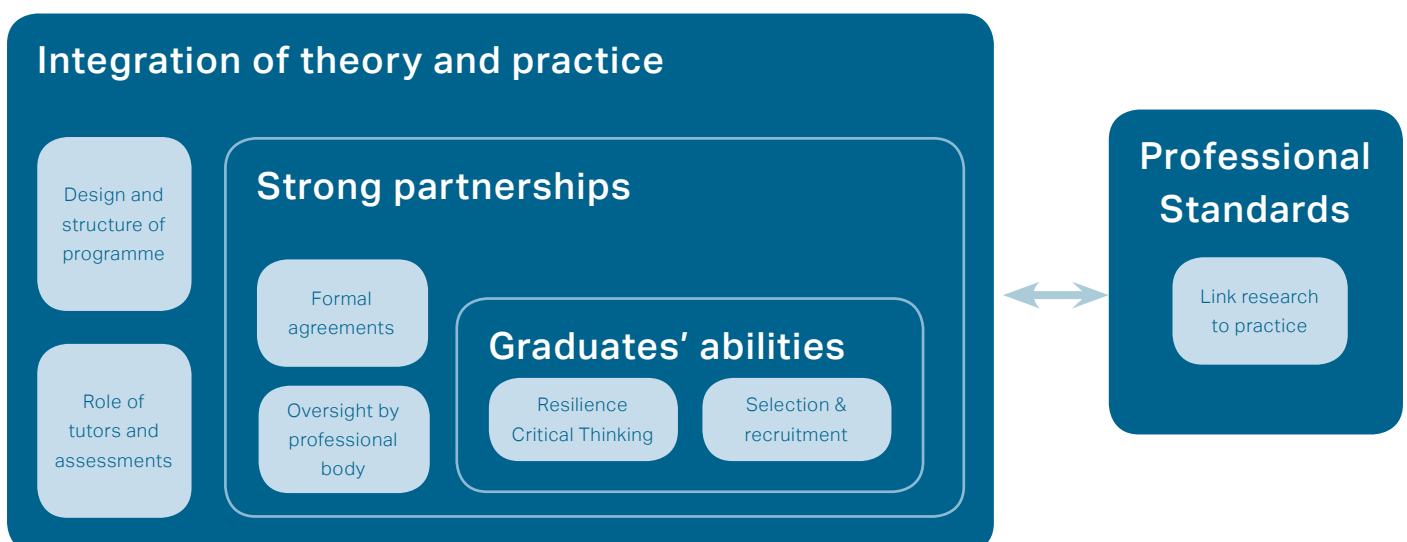 Integration of theory and practice
Design and
structure of
programme
Role of
tutors and
assessments
Strong partnerships
Formal
agreements
Oversight by
professional
body
Graduates’ abilities
Resilience
Critical Thinking
Selection &
recruitment
Professional
Standards
Link research
to practice